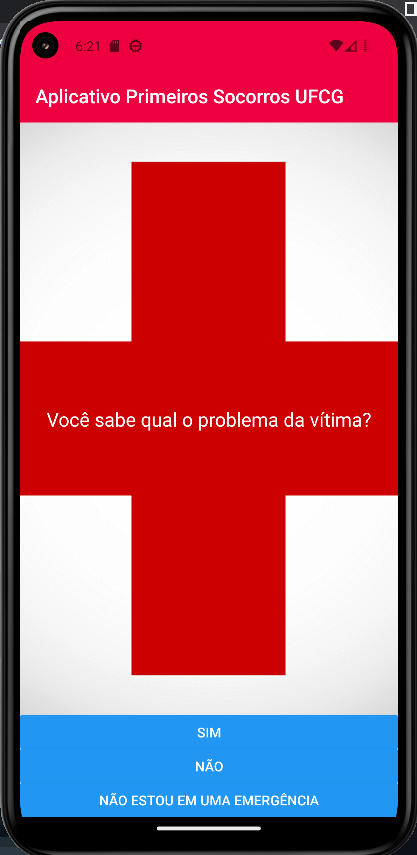 6:21
Aplicativo Primeiros Socorros UFCG
Você sabe qual o problema da vítima?
SIM
NÃO
NÃO ESTOU EM UMA EMERGÊNCIA